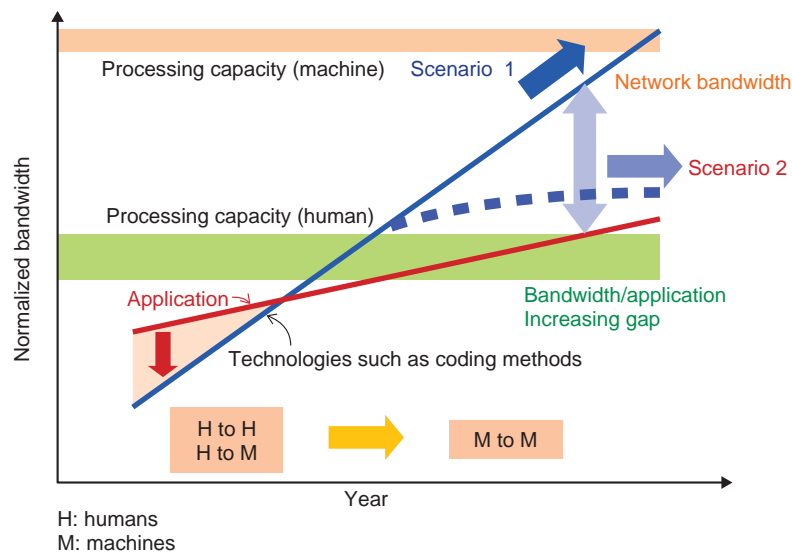 Processing capacity (machine)
Scenario 1
Network bandwidth
Scenario 2
Processing capacity (human)
Normalized bandwidth
Application
Bandwidth/application
Increasing gap
Technologies such as coding methods
H to H
H to M
M to M
Year
H: humans
M: machines